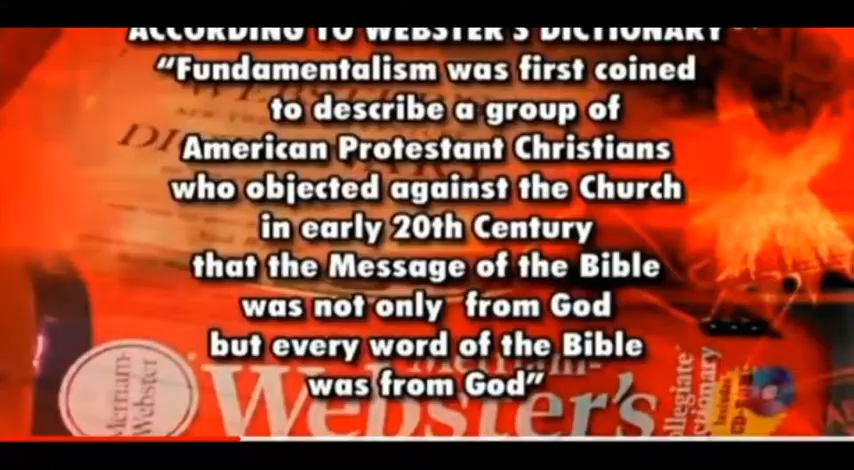 ACCORDING TO WEBSTER'S DICTIONARY
"Fundamentalism was first coined
to describe a group of
American Protestant Christians
who objected against the Church
in early 20th Century
that the Message of the Bible
was not only from God
but every word of the Bible
was from God"
Merriam-
Webster
Merriam-
Webster's